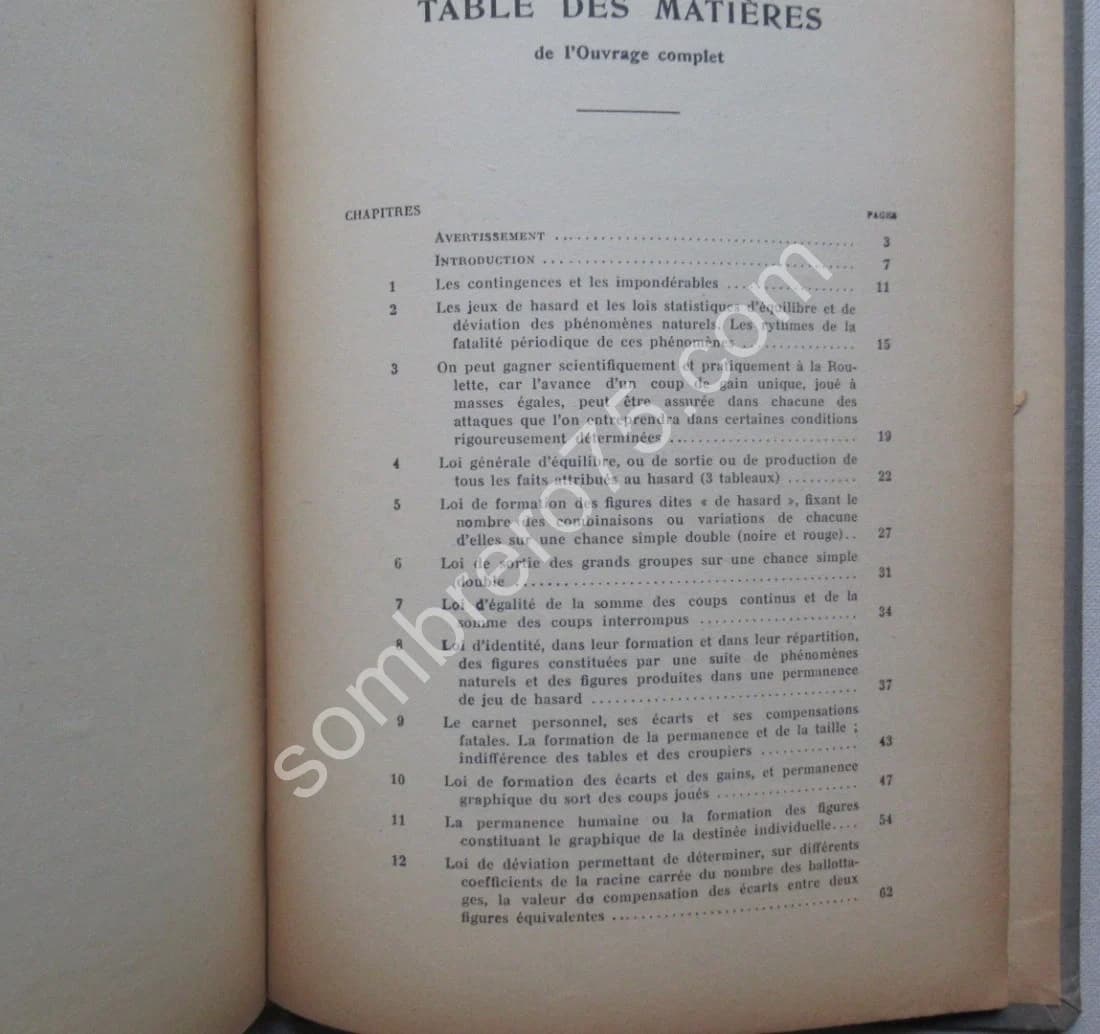 TABLE DES MATIÈRES
de l'Ouvrage complet
CHAPITRES PAGES
AVERTISSEMENT .......... 3
INTRODUCTION .......... 7
1 Les contingences et les impondérables .......... 11
2 Les jeux de hasard et les lois statistiques d'équilibre et de
déviation des phénomènes naturels. Les rythmes de la
fatalité périodique de ces phénomènes .......... 15
3 On peut gagner scientifiquement et pratiquement à la Rou-
lette, car l'avance d'un coup de gain unique, joué à
masses égales, peut être assurée dans chacune des
attaques que l'on entreprendra dans certaines conditions
rigoureusement déterminées .......... 19
4 Loi générale d'équilibre, ou de sortie ou de production de
tous les faits attribués au hasard (3 tableaux) .......... 22
5 Loi de formation des figures dites « de hasard », fixant le
nombre des combinaisons ou variations de chacune
d'elles sur une chance simple double (noire et rouge).. 27
6 Loi de sortie des grands groupes sur une chance simple
double .......... 31
7 Loi d'égalité de la somme des coups continus et de la
somme des coups interrompus .......... 34
8 Loi d'identité, dans leur formation et dans leur répartition,
des figures constituées par une suite de phénomènes
naturels et des figures produites dans une permanence
de jeu de hasard .......... 37
9 Le carnet personnel, ses écarts et ses compensations
fatales. La formation de la permanence et de la taille ;
indifférence des tables et des croupiers .......... 43
10 Loi de formation des écarts et des gains, et permanence
graphique du sort des coups joués .......... 47
11 La permanence humaine ou la formation des figures
constituant le graphique de la destinée individuelle.... 54
12 Loi de déviation permettant de déterminer, sur différents
coefficients de la racine carrée du nombre des ballotta-
ges, la valeur de compensation des écarts entre deux
figures équivalentes .......... 62
sombrero75.com